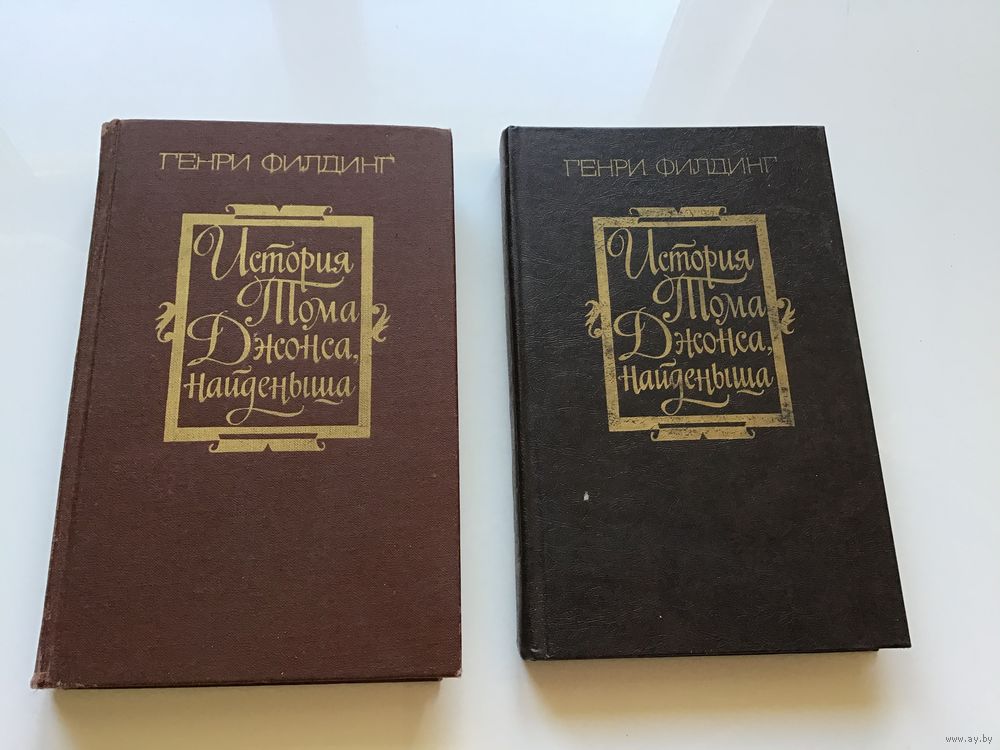 ГЕНРИ ФИЛДИНГ
История
Тома
Джонса,
найденыша
ГЕНРИ ФИЛДИНГ
История
Тома
Джонса,
найденыша
www.ay.by